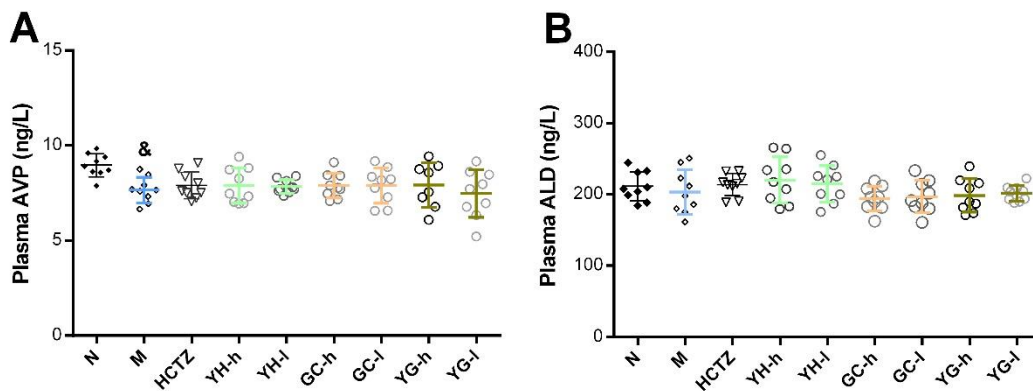 A
Plasma AVP (ng/L)
15
10
5
0
&
N
M
HCTZ
YH-h
YH-l
GC-h
GC-l
YG-h
YG-l
B
Plasma ALD (ng/L)
400
300
200
100
0
N
M
HCTZ
YH-h
YH-l
GC-h
GC-l
YG-h
YG-l